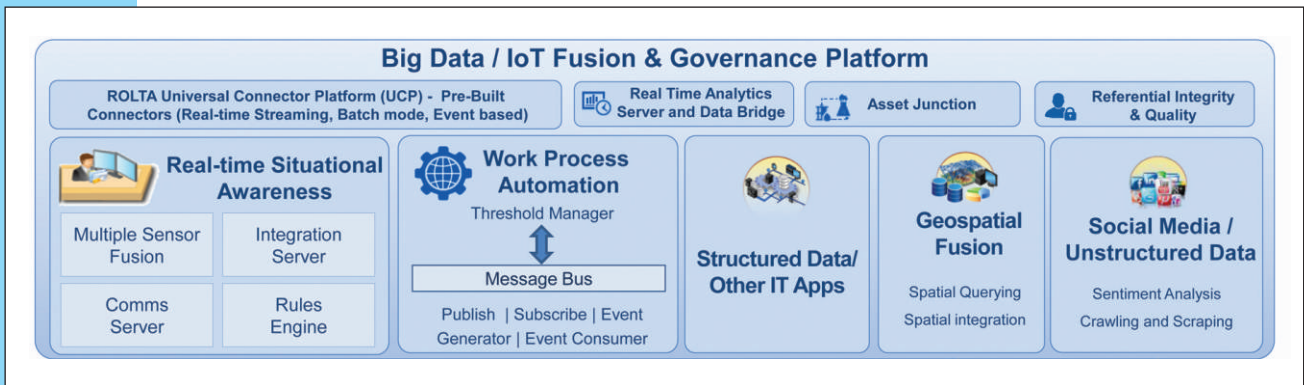 Big Data / IoT Fusion & Governance Platform
ROLTA Universal Connector Platform (UCP) - Pre-Built
Connectors (Real-time Streaming, Batch mode, Event based)
Real Time Analytics
Server and Data Bridge
Asset Junction
Referential Integrity
& Quality
Real-time Situational
Awareness
Multiple Sensor
Fusion
Integration
Server
Comms
Server
Rules
Engine
Work Process
Automation
Threshold Manager
Message Bus
Publish | Subscribe | Event
Generator | Event Consumer
Structured Data/
Other IT Apps
Geospatial
Fusion
Spatial Querying
Spatial integration
Social Media /
Unstructured Data
Sentiment Analysis
Crawling and Scraping